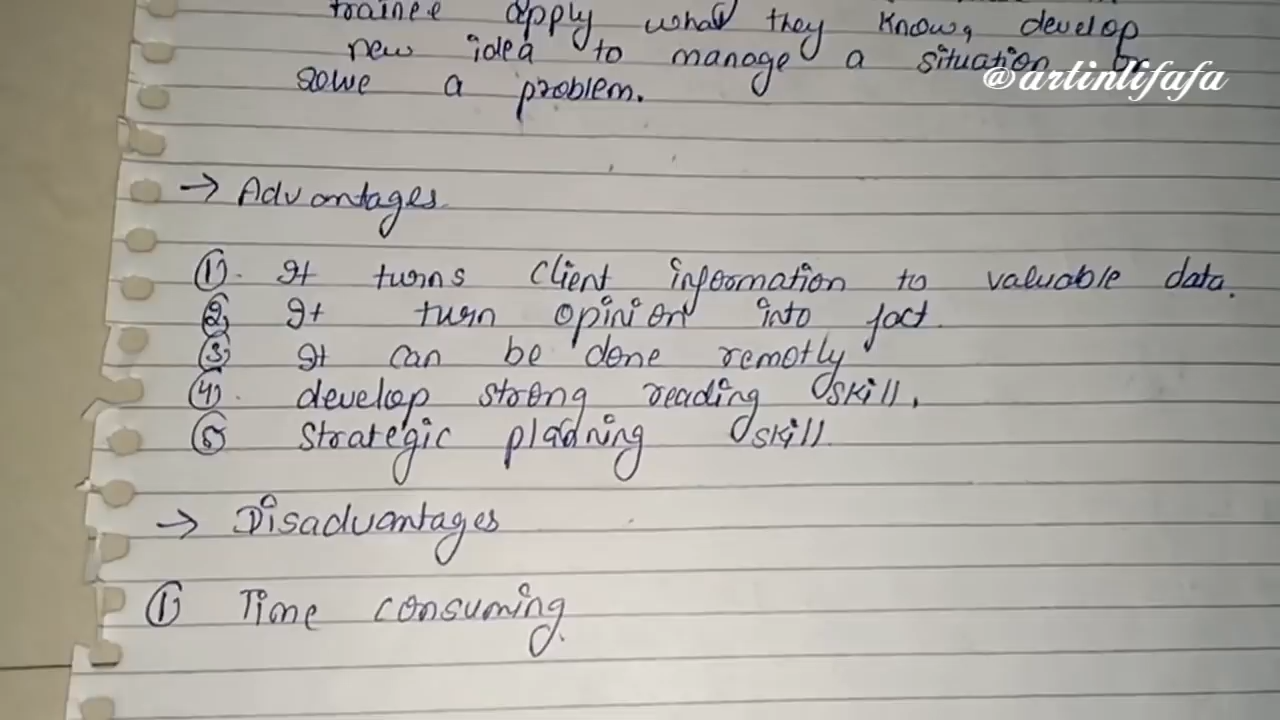 trainee apply what they know, develop
new idea to manage a situation or
solve a problem.
@artinlifafa
→ Advantages
① It turns client information to valuable data.
② It turn opinion into fact.
③ It can be done remotly
④ develop strong reading skill.
⑤ Strategic planning skill.
→ Disadvantages
① Time consuming.